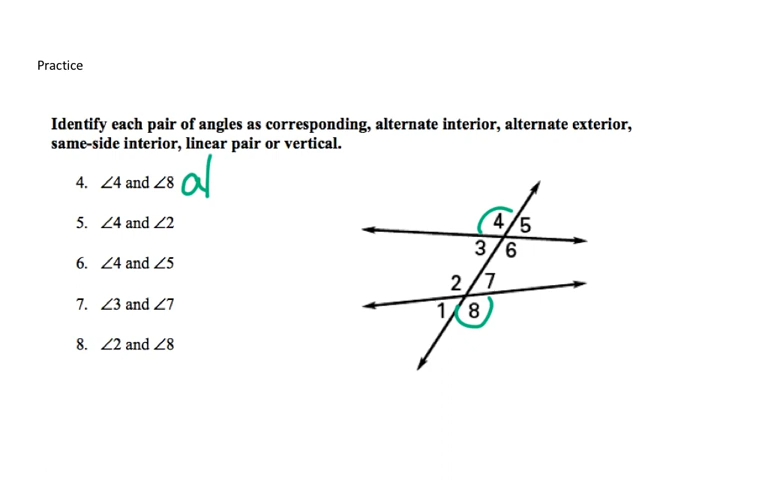 Practice
Identify each pair of angles as corresponding, alternate interior, alternate exterior,
same-side interior, linear pair or vertical.
4. ∠4 and ∠8 al
5. ∠4 and ∠2
6. ∠4 and ∠5
7. ∠3 and ∠7
8. ∠2 and ∠8
4 5
3 6
2 7
1 8